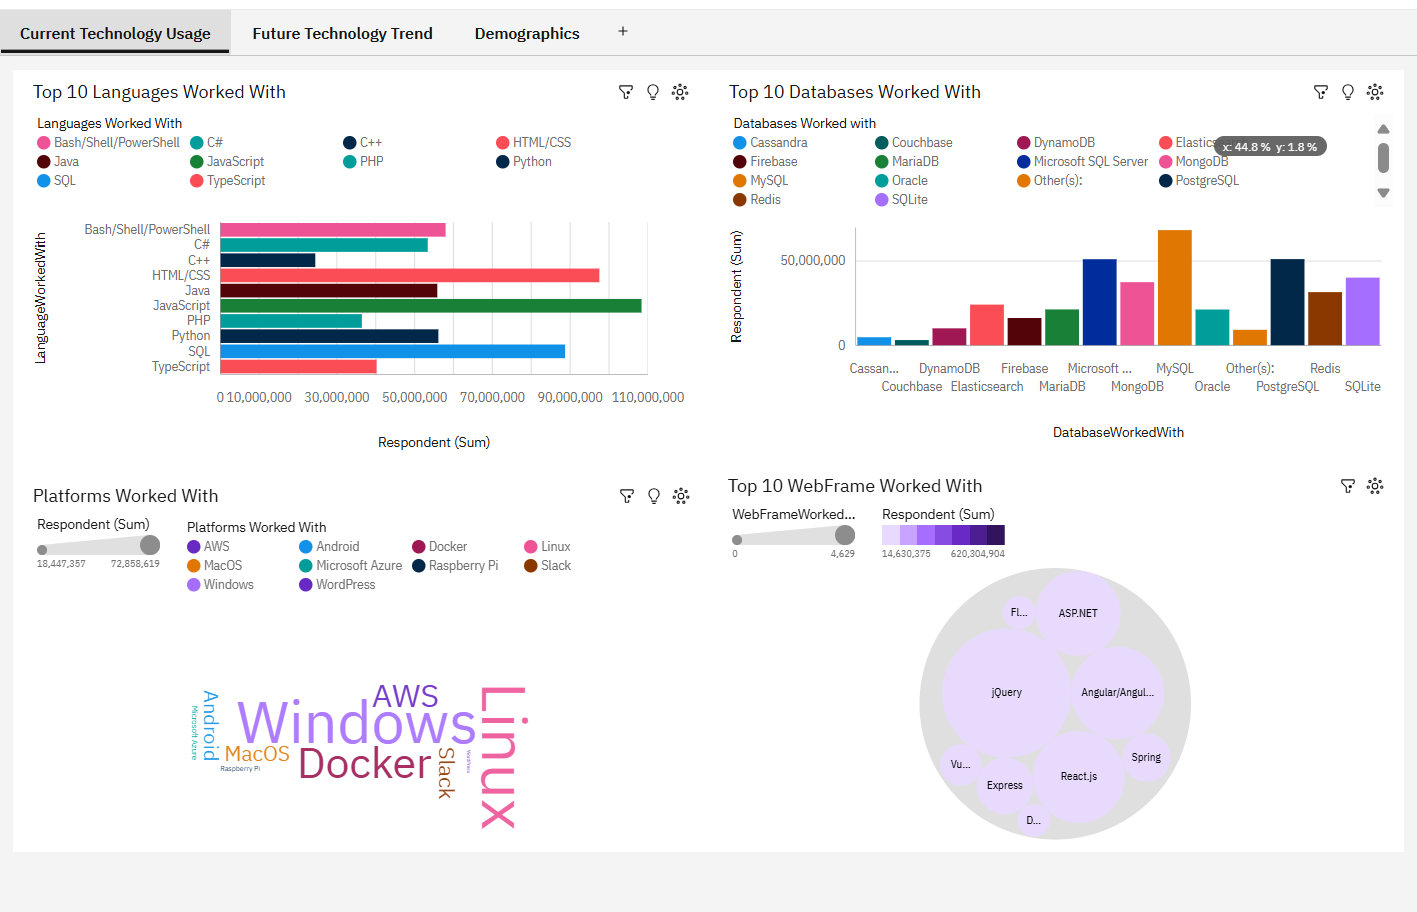 Current Technology Usage Future Technology Trend Demographics +
Top 10 Languages Worked With
Languages Worked With
Bash/Shell/PowerShell C# C++ HTML/CSS
Java JavaScript PHP Python
SQL TypeScript
LanguageWorkedWith
Bash/Shell/PowerShell
C#
C++
HTML/CSS
Java
JavaScript
PHP
Python
SQL
TypeScript
0 10,000,000 30,000,000 50,000,000 70,000,000 90,000,000 110,000,000
Respondent (Sum)
Top 10 Databases Worked With
Databases Worked with
Cassandra Couchbase DynamoDB Elastics
x: 44.8 % y: 1.8 %
Firebase MariaDB Microsoft SQL Server MongoDB
MySQL Oracle Other(s): PostgreSQL
Redis SQLite
Respondent (Sum)
50,000,000
0
Cassan... DynamoDB Firebase Microsoft ... MySQL Other(s): Redis
Couchbase Elasticsearch MariaDB MongoDB Oracle PostgreSQL SQLite
DatabaseWorkedWith
Platforms Worked With
Respondent (Sum)
18,447,357 72,858,619
Platforms Worked With
AWS Android Docker Linux
MacOS Microsoft Azure Raspberry Pi Slack
Windows WordPress
AWS
Windows
Linux
Android
Microsoft Azure
MacOS
Docker
Slack
WordPress
Raspberry Pi
Top 10 WebFrame Worked With
WebFrameWorked...
0 4,629
Respondent (Sum)
14,630,375 620,304,904
Fl...
ASP.NET
jQuery
Angular/Angul...
Vu...
Spring
React.js
Express
D...